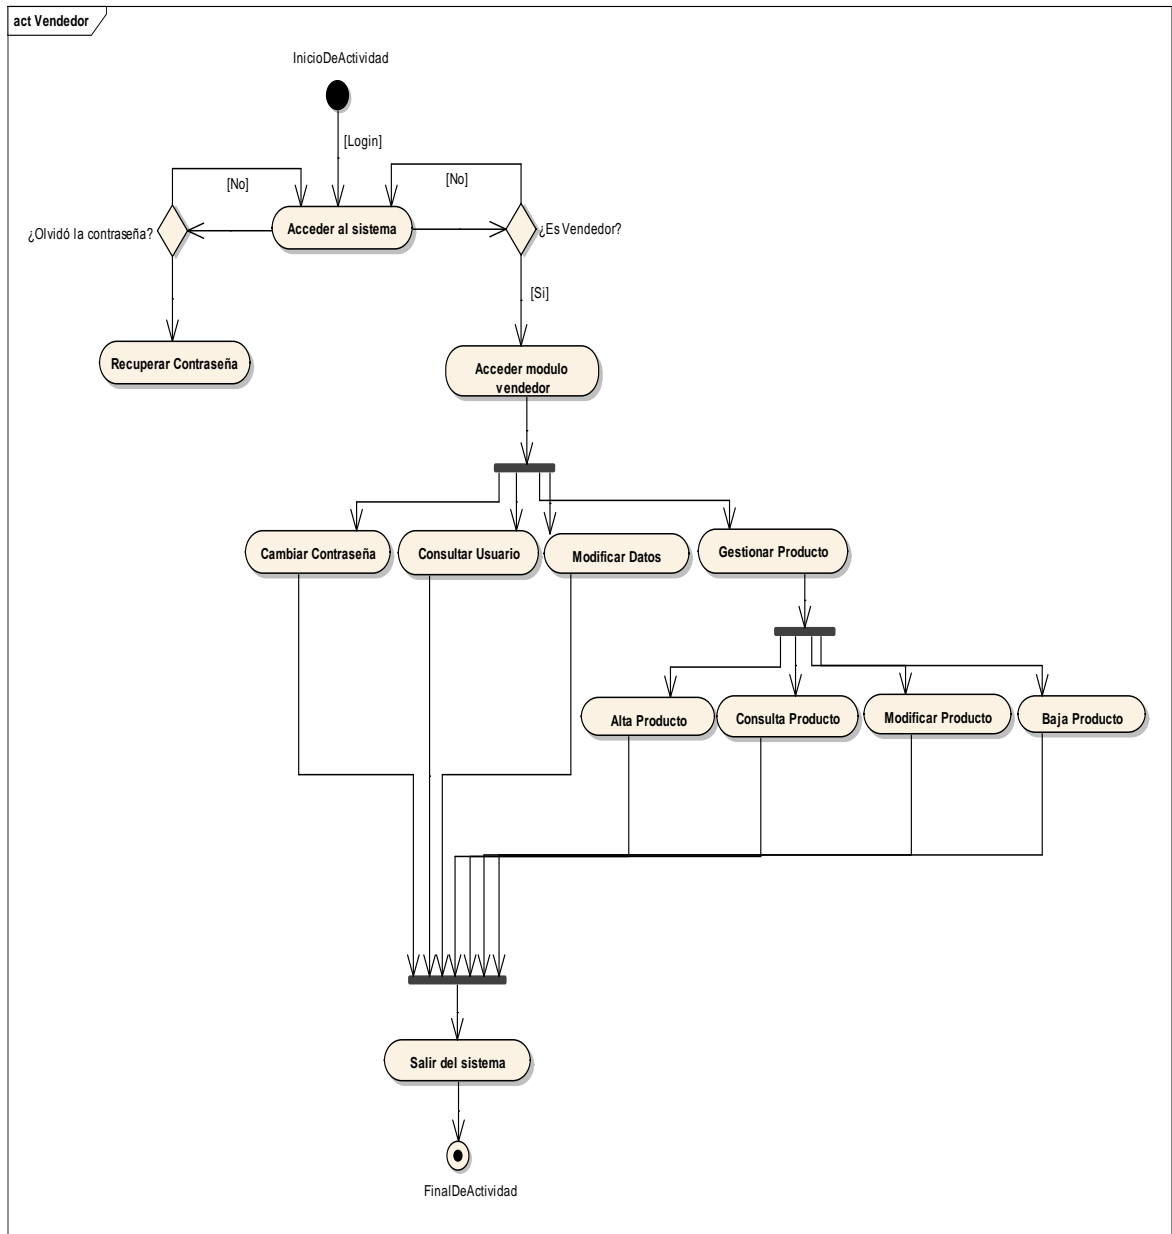 act Vendedor
InicioDeActividad
[Login]
[No]
[No]
¿Olvidó la contraseña?
Acceder al sistema
¿Es Vendedor?
[Si]
Recuperar Contraseña
Acceder modulo
vendedor
Cambiar Contraseña
Consultar Usuario
Modificar Datos
Gestionar Producto
Alta Producto
Consulta Producto
Modificar Producto
Baja Producto
Salir del sistema
FinalDeActividad